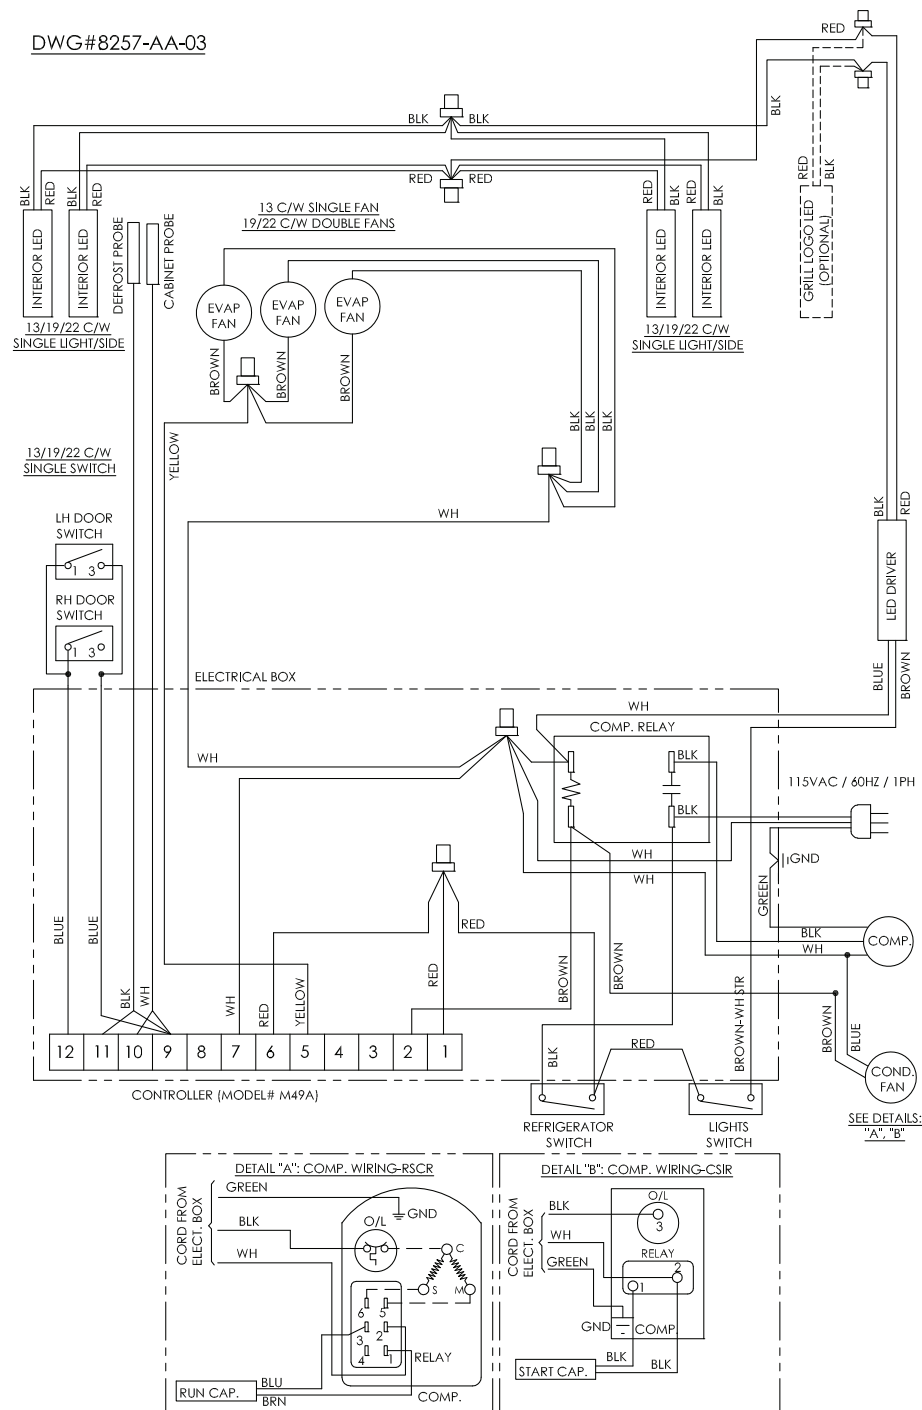 DWG#8257-AA-03
RED
BLK
BLK
BLK
RED
RED
BLK
RED
BLK
RED
RED
BLK
RED
BLK
RED
BLK
INTERIOR LED
INTERIOR LED
DEFROST PROBE
CABINET PROBE
13 C/W SINGLE FAN
19/22 C/W DOUBLE FANS
INTERIOR LED
INTERIOR LED
GRILL LOGO LED
(OPTIONAL)
EVAP
FAN
EVAP
FAN
EVAP
FAN
13/19/22 C/W
SINGLE LIGHT/SIDE
13/19/22 C/W
SINGLE LIGHT/SIDE
BROWN
BROWN
BROWN
BLK
BLK
BLK
YELLOW
13/19/22 C/W
SINGLE SWITCH
WH
BLK
RED
LH DOOR
SWITCH
1 3
LED DRIVER
RH DOOR
SWITCH
1 3
BLUE
BROWN
ELECTRICAL BOX
WH
COMP. RELAY
WH
BLK
115VAC / 60HZ / 1PH
BLK
WH
GND
WH
GREEN
BLUE
BLUE
RED
BLK
COMP.
WH
BLK
WH
WH
RED
YELLOW
RED
BROWN
BROWN
BROWN-WH STR
BROWN
BLUE
12 11 10 9 8 7 6 5 4 3 2 1
BLK
RED
COND.
FAN
CONTROLLER (MODEL# M49A)
REFRIGERATOR
SWITCH
LIGHTS
SWITCH
SEE DETAILS:
"A", "B"
DETAIL "A": COMP. WIRING-RSCR
CORD FROM
ELECT. BOX
GREEN
GND
BLK
O/L
WH
C
S
M
6 5
3 2
4 1
RELAY
BLU
RUN CAP.
BRN
COMP.
DETAIL "B": COMP. WIRING-CSIR
CORD FROM
ELECT. BOX
BLK
O/L
3
WH
RELAY
GREEN
2
1
GND
COMP.
BLK
START CAP.
BLK